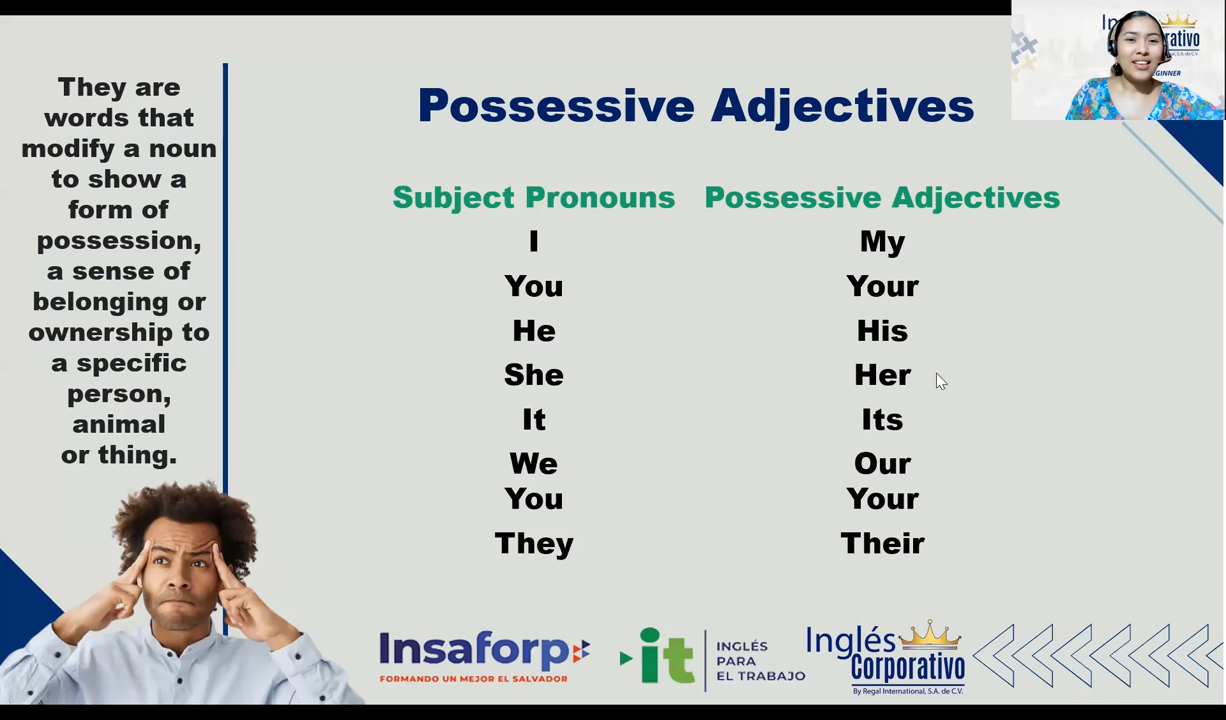 They are
words that
modify a noun
to show a
form of
possession,
a sense of
belonging or
ownership to
a specific
person,
animal
or thing.
Possessive Adjectives
Subject Pronouns Possessive Adjectives
I My
You Your
He His
She Her
It Its
We Our
You Your
They Their
Insaforp
FORMANDO UN MEJOR EL SALVADOR
it
INGLÉS
PARA
EL TRABAJO
Inglés
Corporativo
By Regal International, S.A. de C.V.